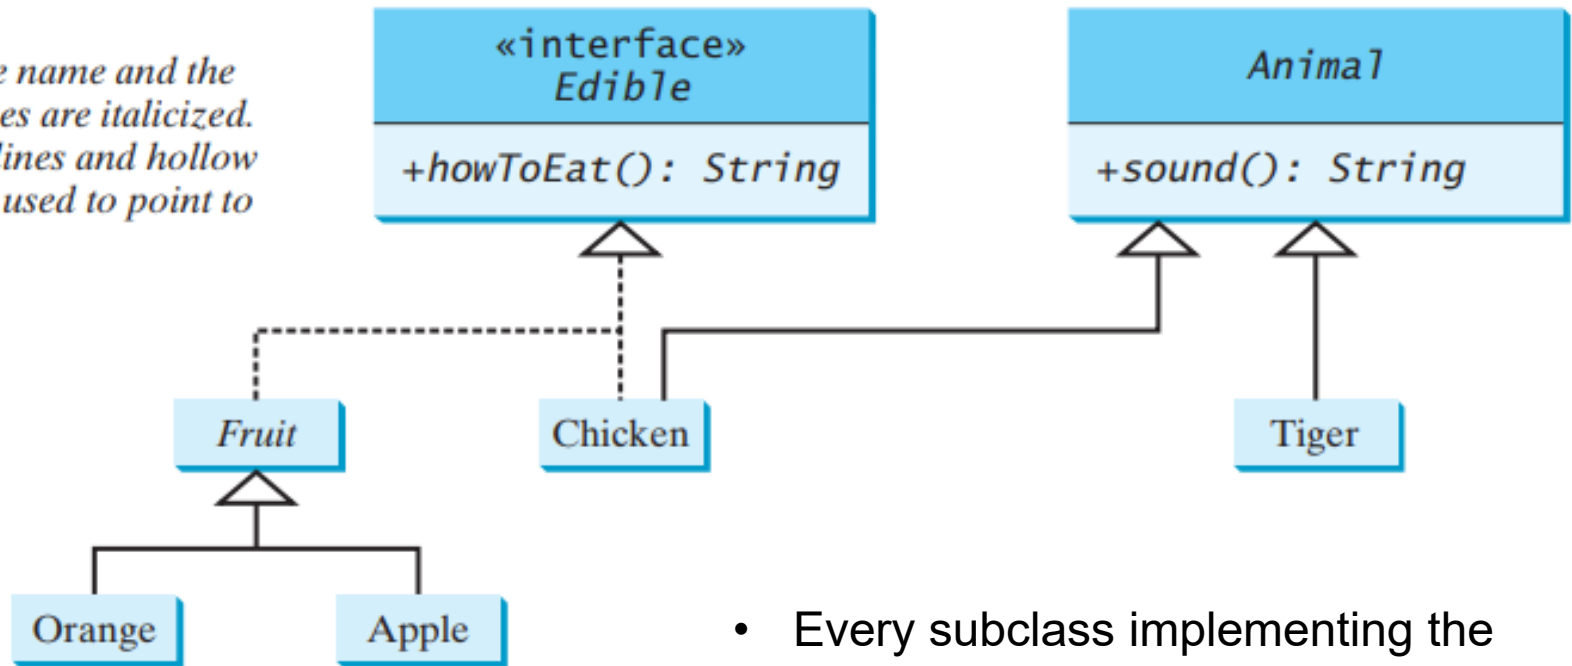 name and the
are italicized.
lines and hollow
used to point to
«interface»
Edible
+howToEat(): String
Animal
+sound(): String
Fruit
Chicken
Tiger
Orange
Apple
• Every subclass implementing the